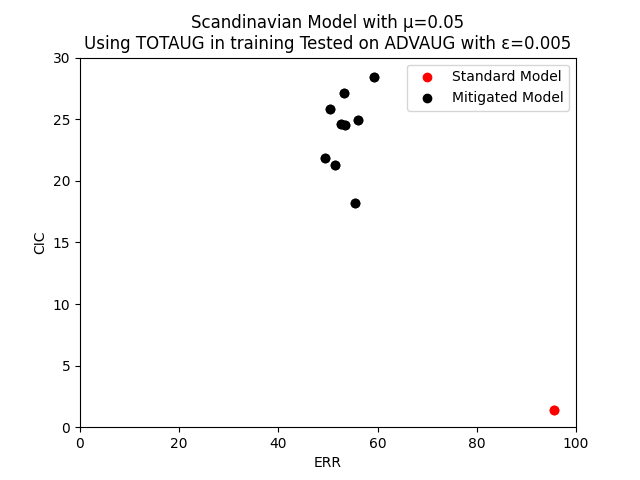 Scandinavian Model with μ=0.05
Using TOTAUG in training Tested on ADVAUG with ε=0.005
Standard Model
Mitigated Model
30
25
20
15
10
5
0
CIC
0 20 40 60 80 100
ERR